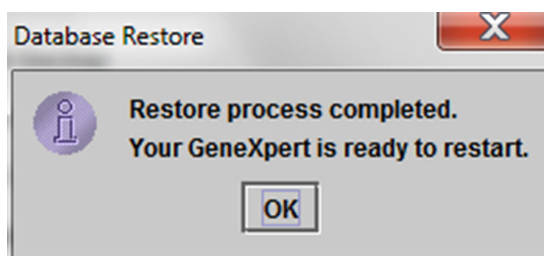 Database Restore
Restore process completed.
Your GeneXpert is ready to restart.
OK